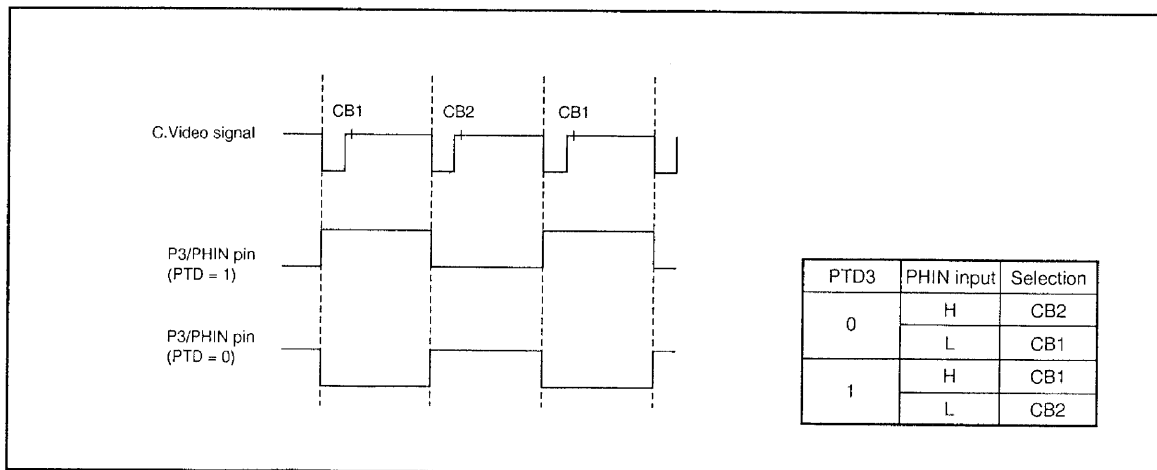 CB1 CB2 CB1
C.Video signal
P3/PHIN pin
(PTD = 1)
P3/PHIN pin
(PTD = 0)
PTD3 PHIN input Selection
0 H CB2
L CB1
1 H CB1
L CB2